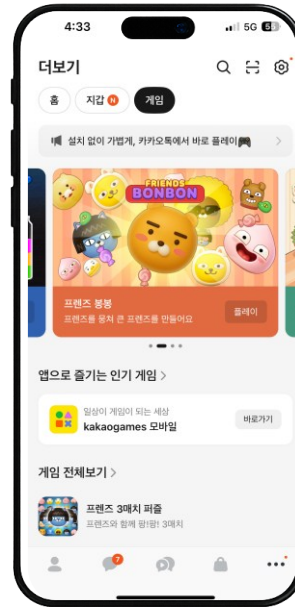 4:33
5G 5
더보기
홈
지갑 N
게임
설치 없이 가볍게, 카카오톡에서 바로 플레이
FRIENDS
BONBON
프렌즈 봉봉
프렌즈를 뭉쳐 큰 프렌즈를 만들어요
플레이
앱으로 즐기는 인기 게임 >
일상이 게임이 되는 세상
kakaogames 모바일
바로가기
게임 전체보기 >
프렌즈 3매치 퍼즐
프렌즈와 함께 팡!팡! 3매치
7